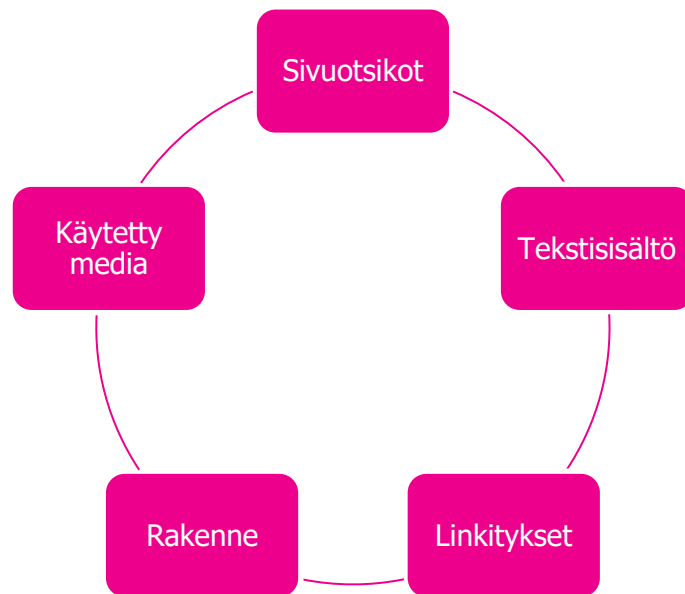 Sivuotsikot
Tekstisisältö
Linkitykset
Rakenne
Käytetty
media